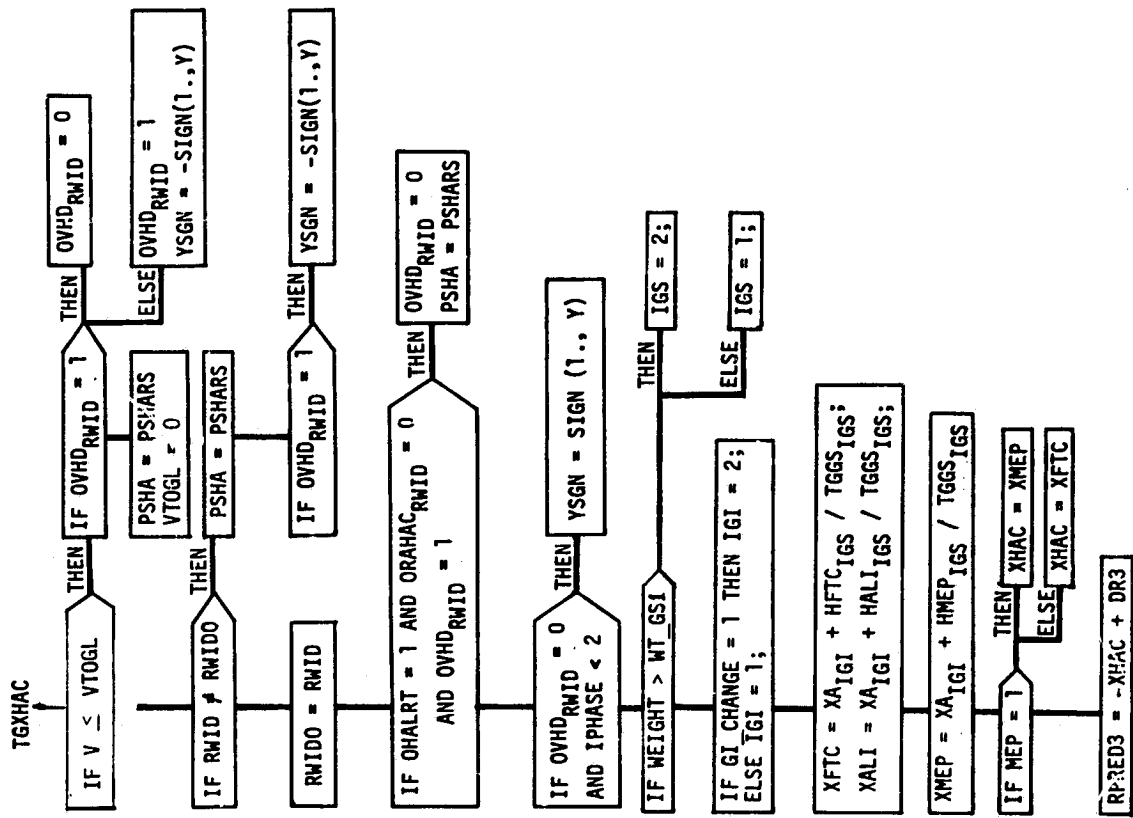 TGXHAC
IF V ≤ VTOGL
THEN
IF OVHD_RWID = 1
THEN
OVHD_RWID = 0
ELSE
OVHD_RWID = 1
YSGN = -SIGN(1.,Y)
PSHA = PSHARS
VTOGL = 0
IF RWID ≠ RWIDO
THEN
PSHA = PSHARS
IF OVHD_RWID = 1
THEN
YSGN = -SIGN(1.,Y)
RWIDO = RWID
IF OHALRT = 1 AND ORAHAC_RWID = 0
AND OVHD_RWID = 1
THEN
OVHD_RWID = 0
PSHA = PSHARS
IF OVHD_RWID = 0
AND IPHASE < 2
THEN
YSGN = SIGN (1., Y)
IF WEIGHT > WT_GS1
THEN
IGS = 2;
ELSE
IGS = 1;
IF GI_CHANGE = 1 THEN IGI = 2;
ELSE IGI = 1;
XFTC = XA_IGI + HFTC_IGS / TGGS_IGS;
XALI = XA_IGI + HALI_IGS / TGGS_IGS;
XMEP = XA_IGI + HMEP_IGS / TGGS_IGS
IF MEP = 1
THEN
XHAC = XMEP
ELSE
XHAC = XFTC
RPRED3 = -XHAC + DR3